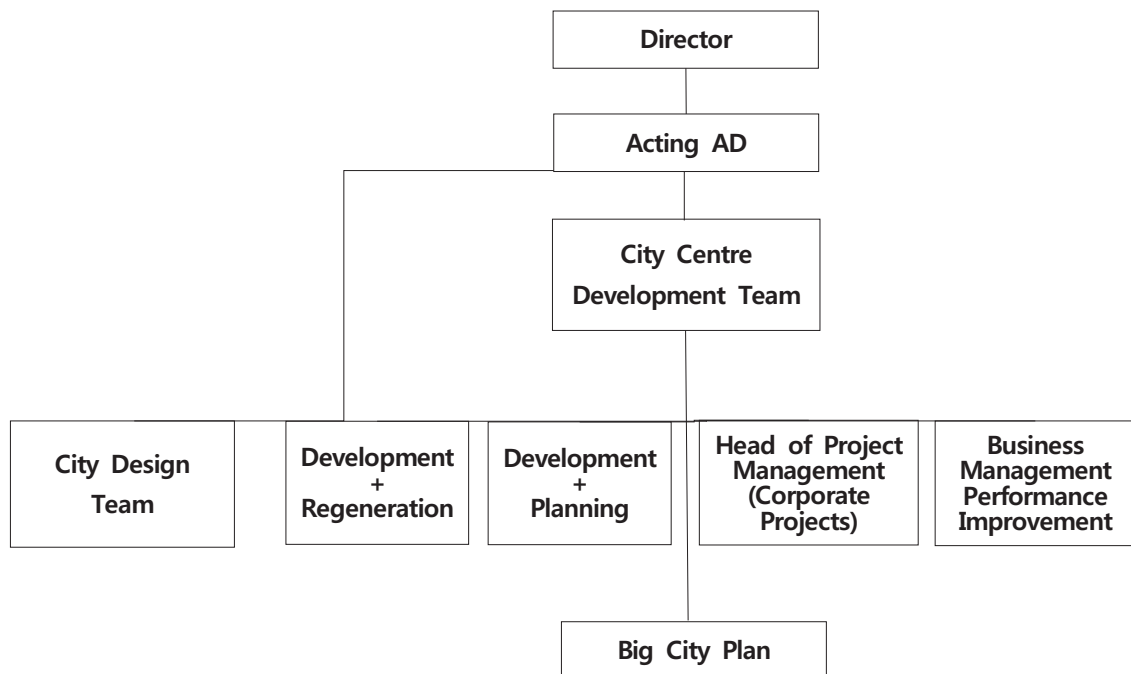 Director
Acting AD
City Centre
Development Team
City Design
Team
Development
+
Regeneration
Development
+
Planning
Head of Project
Management
(Corporate
Projects)
Business
Management
Performance
Improvement
Big City Plan